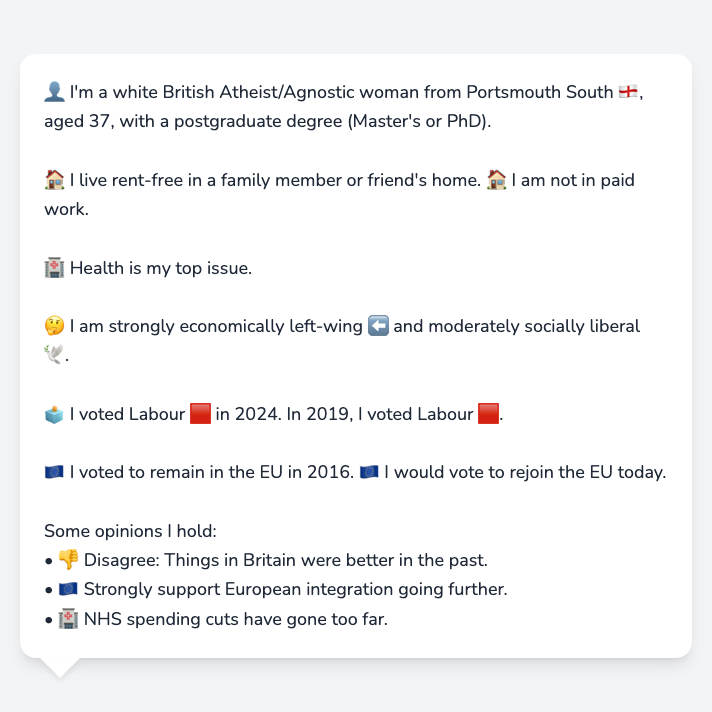 👤 I'm a white British Atheist/Agnostic woman from Portsmouth South 🏴󠁧󠁢󠁥󠁮󠁧󠁿,
aged 37, with a postgraduate degree (Master's or PhD).
🏠 I live rent-free in a family member or friend's home. 🏠 I am not in paid
work.
🏥 Health is my top issue.
🤔 I am strongly economically left-wing ⬅️ and moderately socially liberal
🕊️.
🗳️ I voted Labour 🟥 in 2024. In 2019, I voted Labour 🟥.
🇪🇺 I voted to remain in the EU in 2016. 🇪🇺 I would vote to rejoin the EU today.
Some opinions I hold:
• 👎 Disagree: Things in Britain were better in the past.
• 🇪🇺 Strongly support European integration going further.
• 🏥 NHS spending cuts have gone too far.